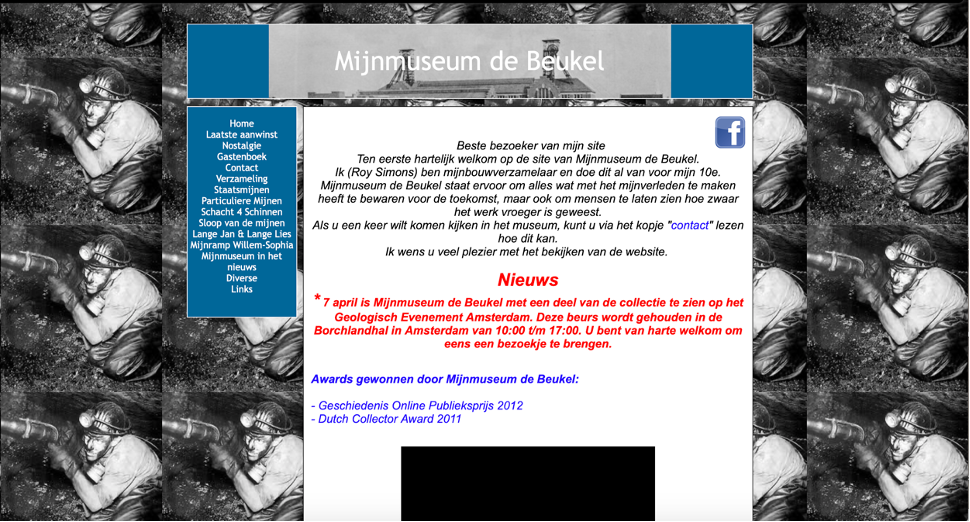 Mijnmuseum de Beukel
Home
Laatste aanwinst
Nostalgie
Gastenboek
Contact
Verzameling
Staatsmijnen
Particuliere Mijnen
Schacht 4 Schinnen
Sloop van de mijnen
Lange Jan & Lange Lies
Mijnramp Willem-Sophia
Mijnmuseum in het
nieuws
Diverse
Links
f
Beste bezoeker van mijn site
Ten eerste hartelijk welkom op de site van Mijnmuseum de Beukel.
Ik (Roy Simons) ben mijnbouwverzamelaar en doe dit al van voor mijn 10e.
Mijnmuseum de Beukel staat ervoor om alles wat met het mijnverleden te maken
heeft te bewaren voor de toekomst, maar ook om mensen te laten zien hoe zwaar
het werk vroeger is geweest.
Als u een keer wilt komen kijken in het museum, kunt u via het kopje "contact" lezen
hoe dit kan.
Ik wens u veel plezier met het bekijken van de website.
Nieuws
* 7 april is Mijnmuseum de Beukel met een deel van de collectie te zien op het
Geologisch Evenement Amsterdam. Deze beurs wordt gehouden in de
Borchlandhal in Amsterdam van 10:00 t/m 17:00. U bent van harte welkom om
eens een bezoekje te brengen.
Awards gewonnen door Mijnmuseum de Beukel:
- Geschiedenis Online Publieksprijs 2012
- Dutch Collector Award 2011